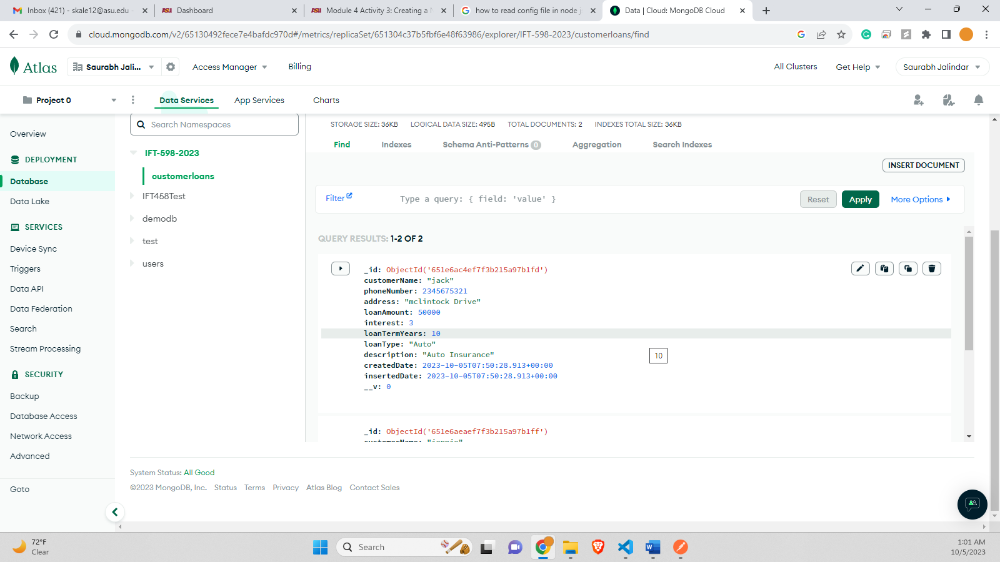 Inbox (421) - skale12@asu.edu -
Dashboard
Module 4 Activity 3: Creating a N
how to read config file in node j
Data | Cloud: MongoDB Cloud
cloud.mongodb.com/v2/65130492fece7e4bafdc970d#/metrics/replicaSet/651304c37b5fbf6e48f63986/explorer/IFT-598-2023/customerloans/find
Atlas
Saurabh Jali...
Access Manager
Billing
All Clusters
Get Help
Saurabh Jalindar
Project 0
Data Services
App Services
Charts
Overview
DEPLOYMENT
Database
Data Lake
SERVICES
Device Sync
Triggers
Data API
Data Federation
Search
Stream Processing
SECURITY
Backup
Database Access
Network Access
Advanced
Goto
Search Namespaces
IFT-598-2023
customerloans
IFT458Test
demodb
test
users
STORAGE SIZE: 36KB LOGICAL DATA SIZE: 495B TOTAL DOCUMENTS: 2 INDEXES TOTAL SIZE: 36KB
Find Indexes Schema Anti-Patterns 0 Aggregation Search Indexes
INSERT DOCUMENT
Filter Type a query: { field: 'value' } Reset Apply More Options
QUERY RESULTS: 1-2 OF 2
_id: ObjectId('651e6ac4ef7f3b215a97b1fd')
customerName: "jack"
phoneNumber: 2345675321
address: "mclintock Drive"
loanAmount: 50000
interest: 3
loanTermYears: 10
loanType: "Auto"
description: "Auto Insurance"
createdDate: 2023-10-05T07:50:28.913+00:00
insertedDate: 2023-10-05T07:50:28.913+00:00
__v: 0
10
_id: ObjectId('651e6aeaef7f3b215a97b1ff')
customerName: "jennie"
System Status: All Good
©2023 MongoDB, Inc. Status Terms Privacy Atlas Blog Contact Sales
72°F
Clear
Search
1:01 AM
10/5/2023